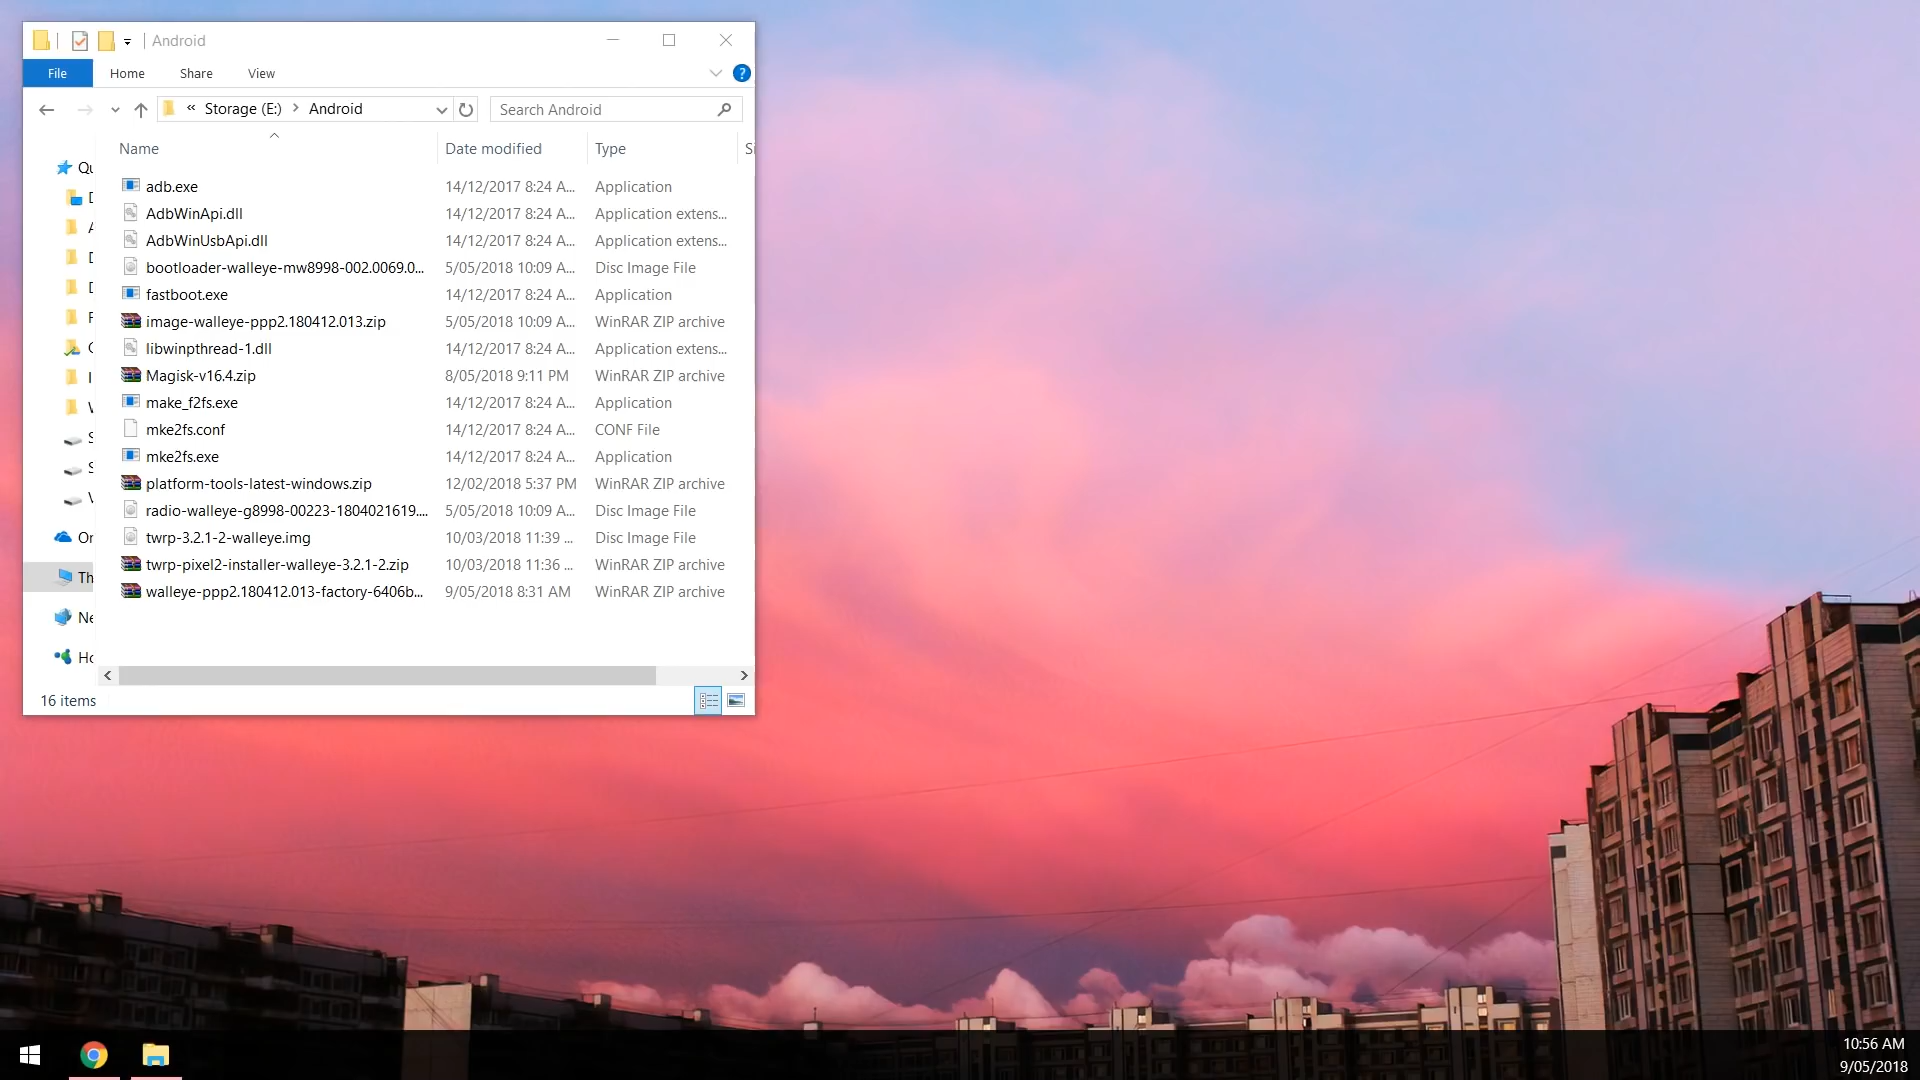 Android
File Home Share View
« Storage (E:) > Android Search Android
Name Date modified Type
adb.exe 14/12/2017 8:24 A... Application
AdbWinApi.dll 14/12/2017 8:24 A... Application extens...
AdbWinUsbApi.dll 14/12/2017 8:24 A... Application extens...
bootloader-walleye-mw8998-002.0069.0... 5/05/2018 10:09 A... Disc Image File
fastboot.exe 14/12/2017 8:24 A... Application
image-walleye-ppp2.180412.013.zip 5/05/2018 10:09 A... WinRAR ZIP archive
libwinpthread-1.dll 14/12/2017 8:24 A... Application extens...
Magisk-v16.4.zip 8/05/2018 9:11 PM WinRAR ZIP archive
make_f2fs.exe 14/12/2017 8:24 A... Application
mke2fs.conf 14/12/2017 8:24 A... CONF File
mke2fs.exe 14/12/2017 8:24 A... Application
platform-tools-latest-windows.zip 12/02/2018 5:37 PM WinRAR ZIP archive
radio-walleye-g8998-00223-1804021619.... 5/05/2018 10:09 A... Disc Image File
twrp-3.2.1-2-walleye.img 10/03/2018 11:39 ... Disc Image File
twrp-pixel2-installer-walleye-3.2.1-2.zip 10/03/2018 11:36 ... WinRAR ZIP archive
walleye-ppp2.180412.013-factory-6406b... 9/05/2018 8:31 AM WinRAR ZIP archive
16 items
10:56 AM
9/05/2018